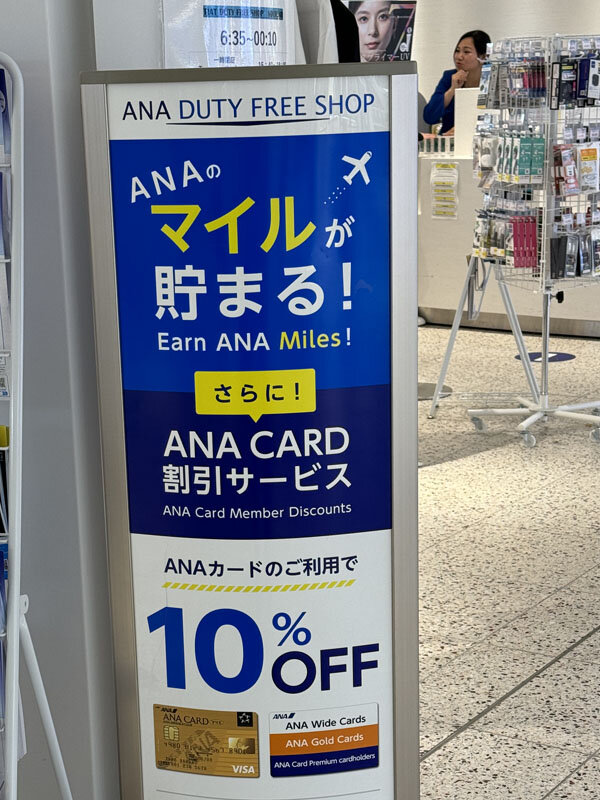 6:35~00:10
ANA DUTY FREE SHOP
ANAの
マイルが
貯まる!
Earn ANA Miles!
さらに!
ANA CARD
割引サービス
ANA Card Member Discounts
ANAカードのご利用で
10%
OFF
ANA
ANA CARD
VISA
ANA
ANA Wide Cards
ANA Gold Cards
ANA Card Premium cardholders